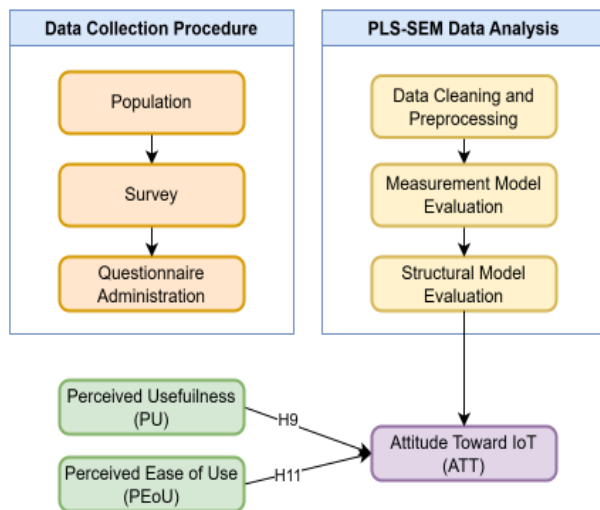 Data Collection Procedure
Population
Survey
Questionnaire
Administration
PLS-SEM Data Analysis
Data Cleaning and
Preprocessing
Measurement Model
Evaluation
Structural Model
Evaluation
Perceived Usefuilness
(PU)
H9
Perceived Ease of Use
(PEoU)
H11
Attitude Toward IoT
(ATT)